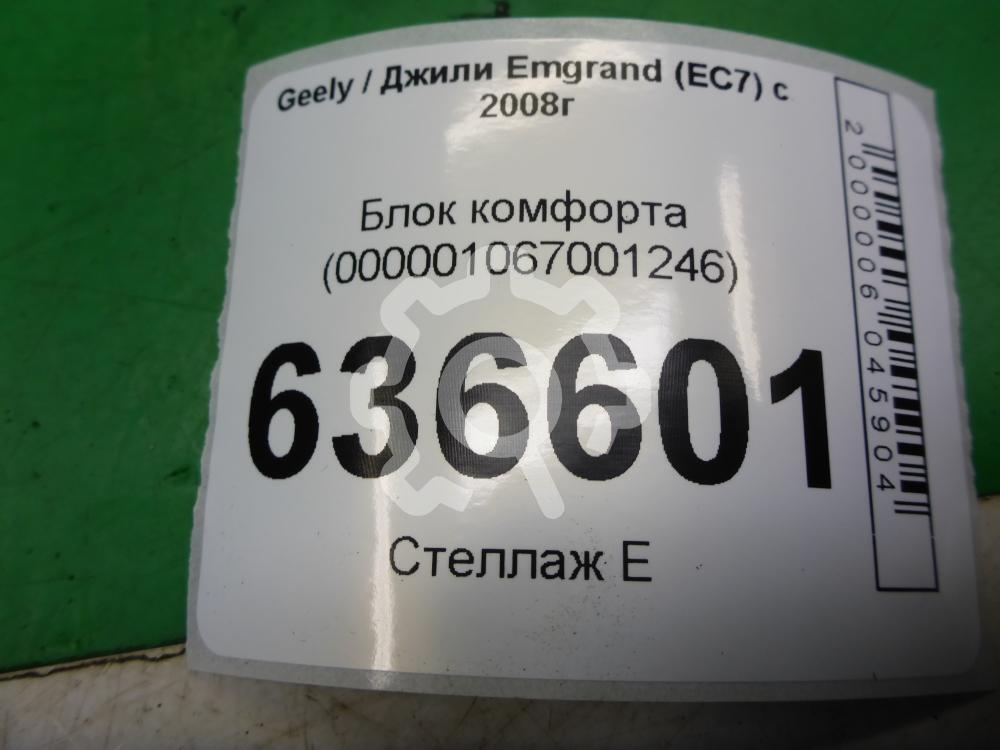 Geely / Джили Emgrand (EC7) с
2008г
Блок комфорта
(000001067001246)
636601
Стеллаж Е
2000006045904